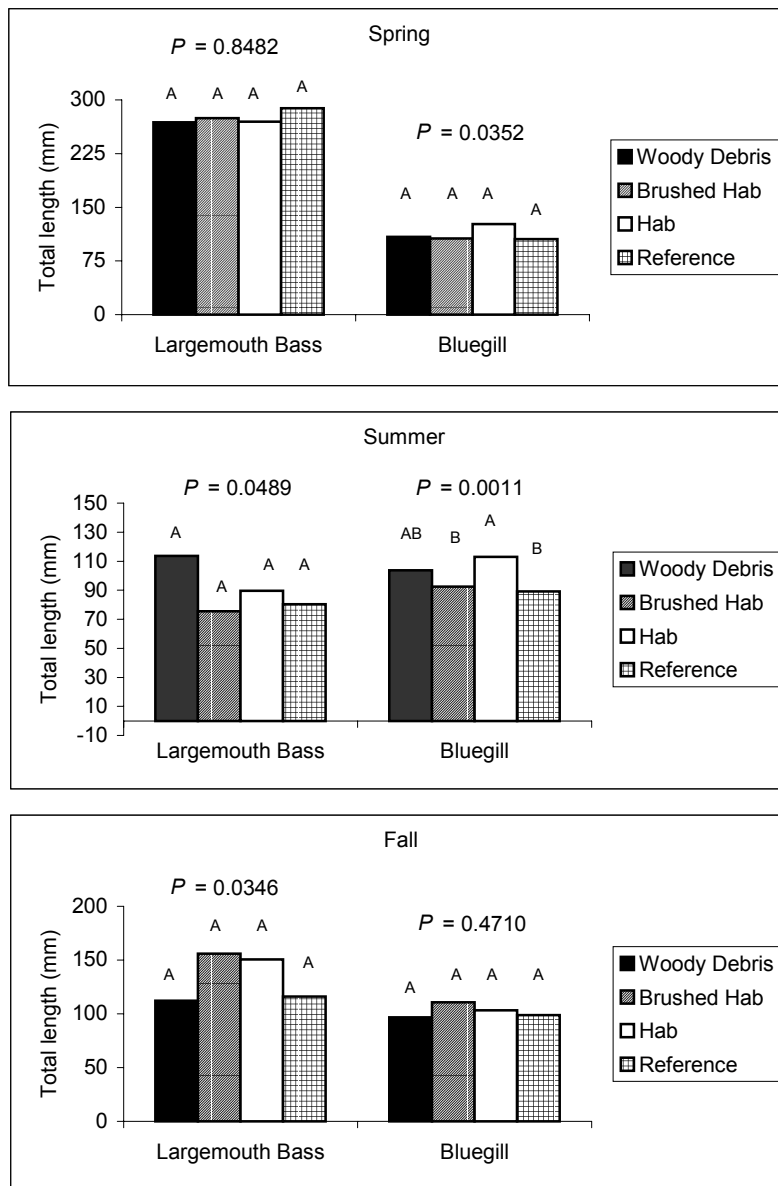 Spring
P = 0.8482
A A A A
P = 0.0352
A A A A
Total length (mm)
300
225
150
75
0
Largemouth Bass Bluegill
Woody Debris
Brushed Hab
Hab
Reference
Summer
P = 0.0489 P = 0.0011
A A A A
AB B A B
Total length (mm)
150
130
110
90
70
50
30
10
-10
Largemouth Bass Bluegill
Woody Debris
Brushed Hab
Hab
Reference
Fall
P = 0.0346
A A A A
P = 0.4710
A A A A
Total length (mm)
200
150
100
50
0
Largemouth Bass Bluegill
Woody Debris
Brushed Hab
Hab
Reference